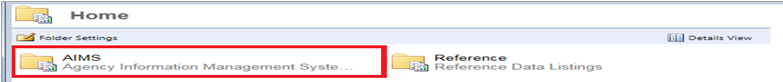 Home
Folder Settings
Details View
AIMS
Agency Information Management Syste...
Reference
Reference Data Listings